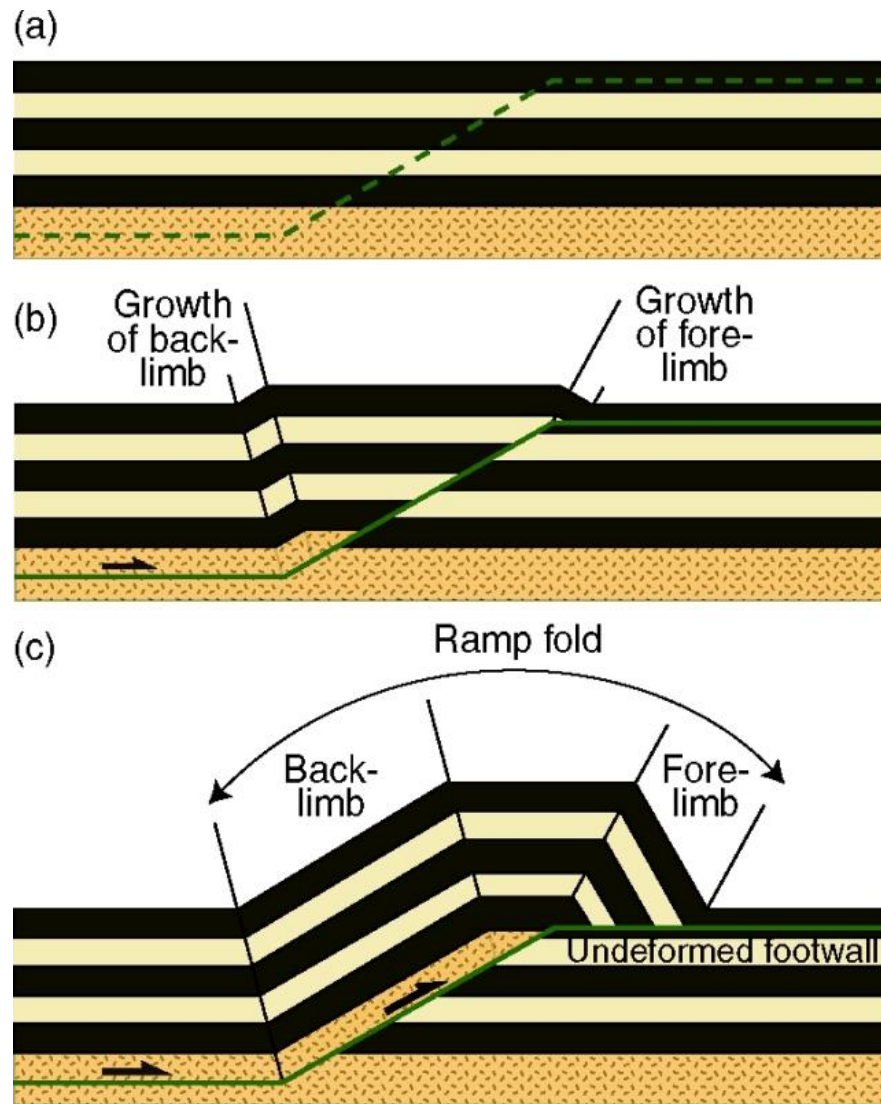 (a)
(b)
Growth
of back-
limb
Growth
of fore-
limb
(c)
Ramp fold
Back-
limb
Fore-
limb
Undeformed footwall